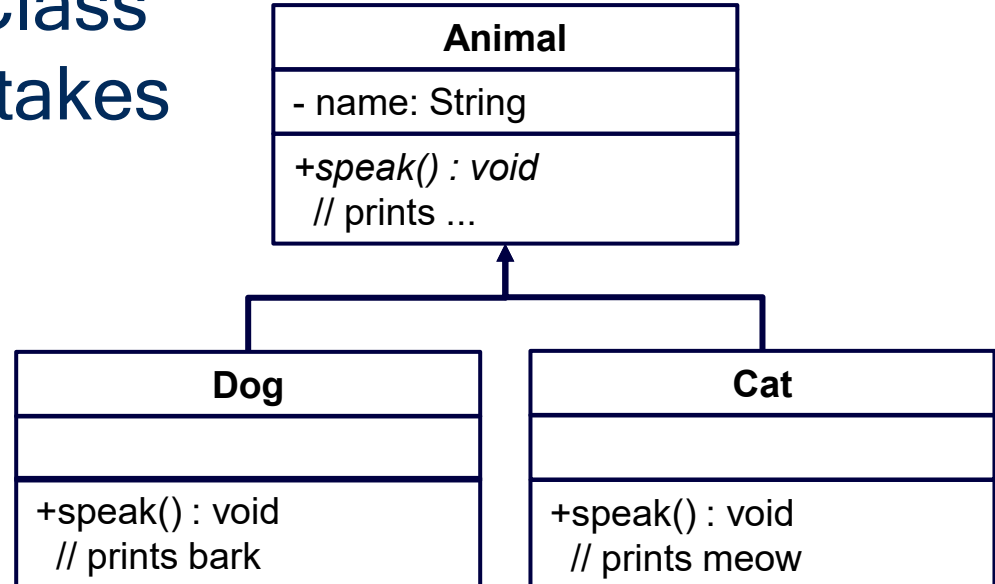 Class
takes
Animal
- name: String
+speak() : void
// prints ...
Dog
+speak() : void
// prints bark
Cat
+speak() : void
// prints meow